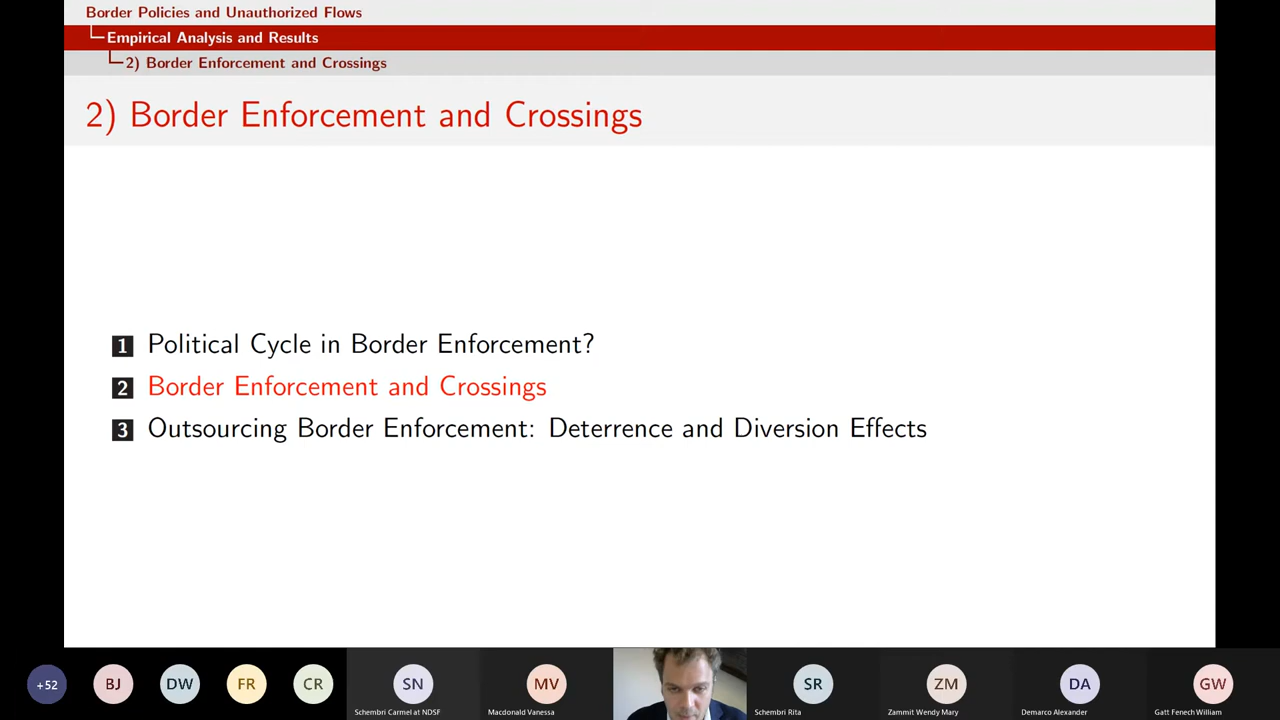 Border Policies and Unauthorized Flows
Empirical Analysis and Results
2) Border Enforcement and Crossings
2) Border Enforcement and Crossings
1 Political Cycle in Border Enforcement?
2 Border Enforcement and Crossings
3 Outsourcing Border Enforcement: Deterrence and Diversion Effects
+52 BJ DW FR CR SN MV SR ZM DA GW
Schembri Carmel at NDSF Macdonald Vanessa Schembri Rita Zammit Wendy Mary Demarco Alexander Gatt Fenech William